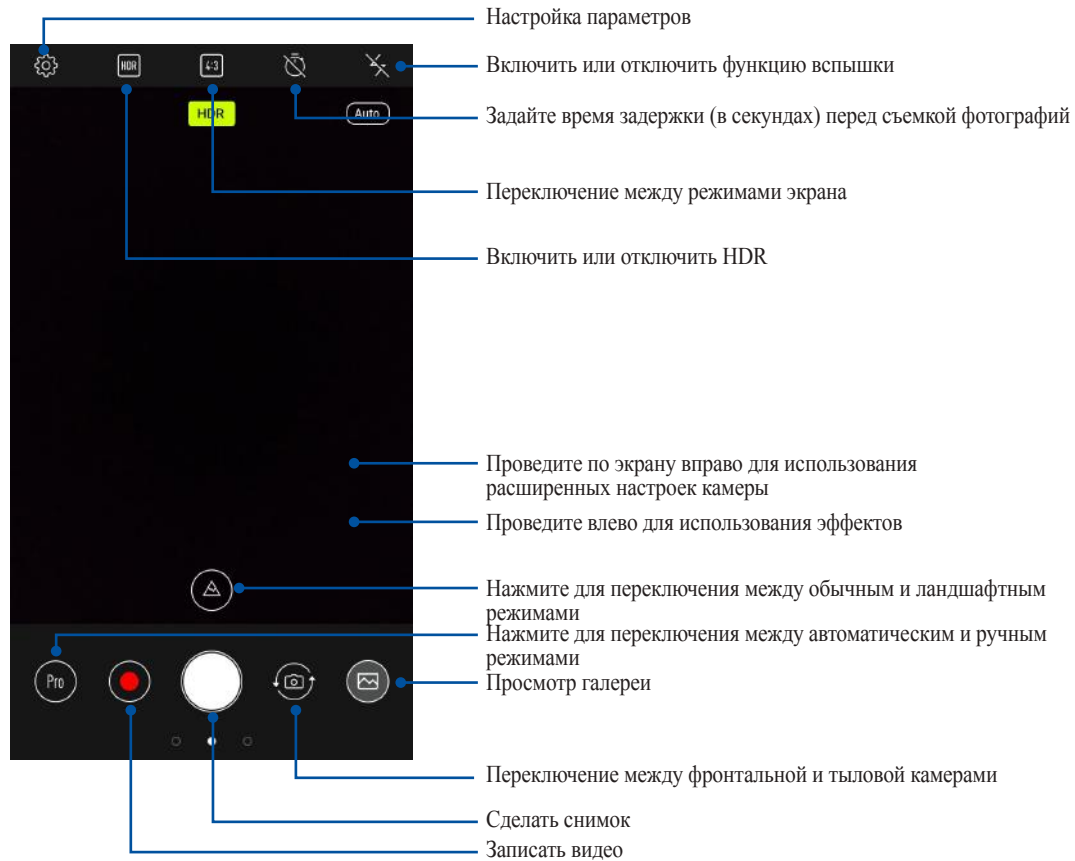 Настройка параметров
HDR
4:3
Включить или отключить функцию вспышки
HDR
Auto
Задайте время задержки (в секундах) перед съемкой фотографий
Переключение между режимами экрана
Включить или отключить HDR
Проведите по экрану вправо для использования
расширенных настроек камеры
Проведите влево для использования эффектов
Нажмите для переключения между обычным и ландшафтным
режимами
Нажмите для переключения между автоматическим и ручным
режимами
Pro
Просмотр галереи
Переключение между фронтальной и тыловой камерами
Сделать снимок
Записать видео